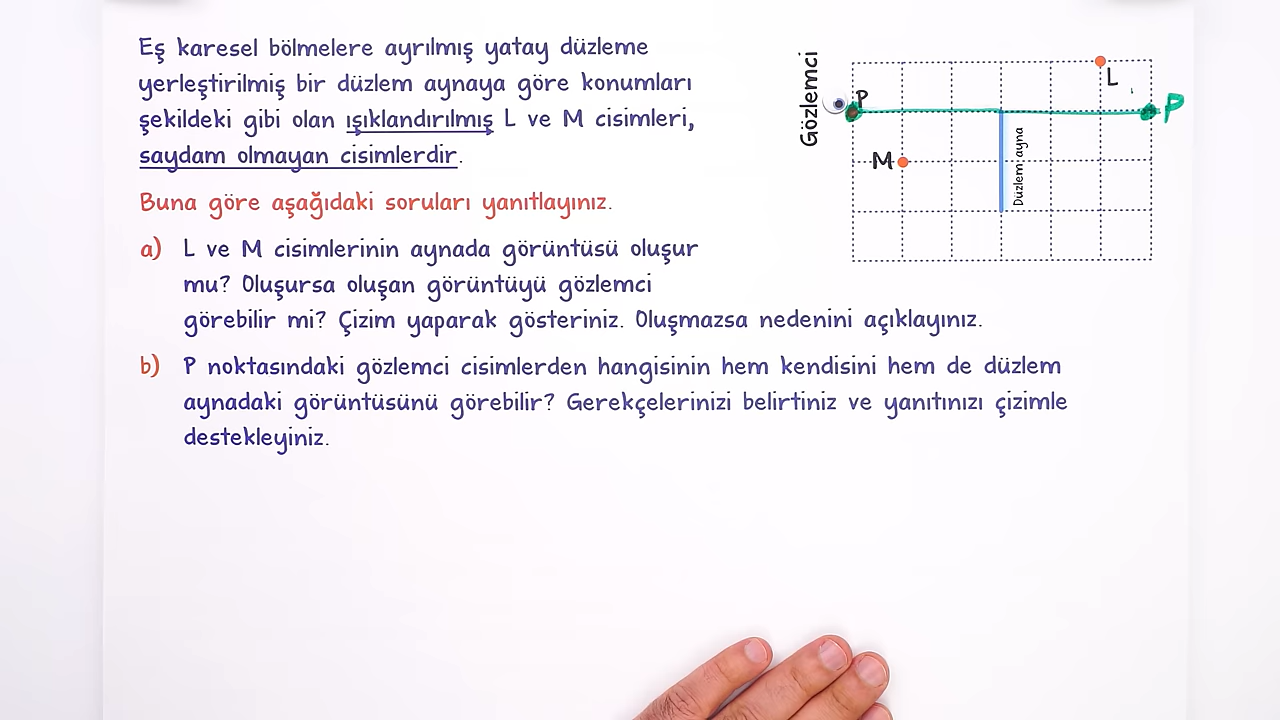 Eş karesel bölmelere ayrılmış yatay düzleme
yerleştirilmiş bir düzlem aynaya göre konumları
şekildeki gibi olan ışıklandırılmış L ve M cisimleri,
saydam olmayan cisimlerdir.
Buna göre aşağıdaki soruları yanıtlayınız.
a) L ve M cisimlerinin aynada görüntüsü oluşur
mu? Oluşursa oluşan görüntüyü gözlemci
görebilir mi? Çizim yaparak gösteriniz. Oluşmazsa nedenini açıklayınız.
b) P noktasındaki gözlemci cisimlerden hangisinin hem kendisini hem de düzlem
aynadaki görüntüsünü görebilir? Gerekçelerinizi belirtiniz ve yanıtınızı çizimle
destekleyiniz.
Gözlemci
P
L
P
M
Düzlem ayna